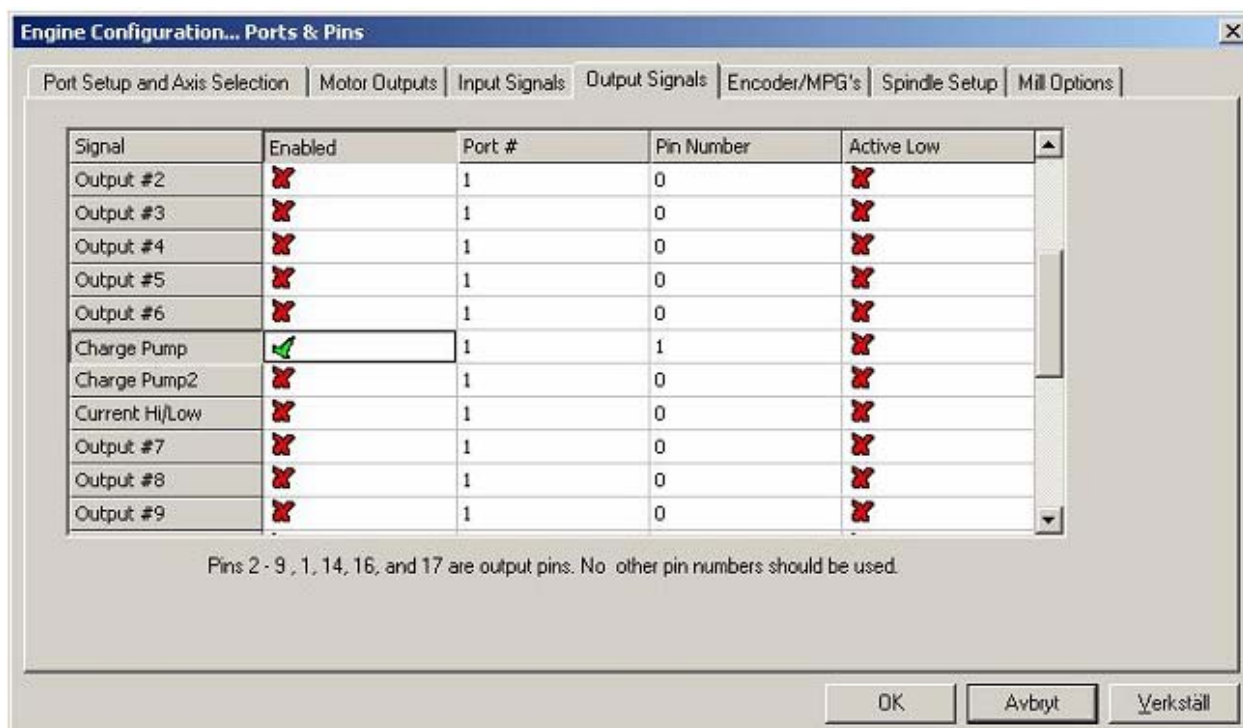 Engine Configuration... Ports & Pins
Port Setup and Axis Selection Motor Outputs Input Signals Output Signals Encoder/MPG's Spindle Setup Mill Options
Signal Enabled Port # Pin Number Active Low
Output #2 1 0
Output #3 1 0
Output #4 1 0
Output #5 1 0
Output #6 1 0
Charge Pump 1 1
Charge Pump2 1 0
Current Hi/Low 1 0
Output #7 1 0
Output #8 1 0
Output #9 1 0
Pins 2 - 9 , 1, 14, 16, and 17 are output pins. No other pin numbers should be used.
OK Avbryt Verkställ